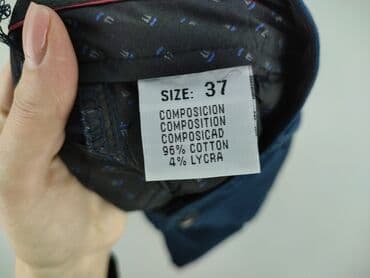 SIZE: 37
COMPOSICION
COMPOSITION
COMPOSICAD
96% COTTON
4% LYCRA